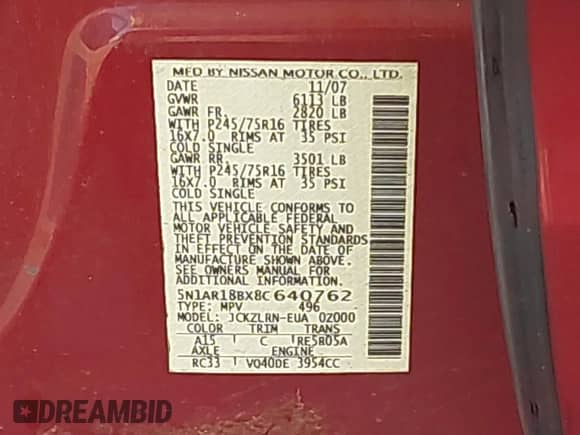 MFD BY NISSAN MOTOR CO., LTD.
DATE 11/07
GVWR 6113 LB
GAWR FR. 2820 LB
WITH P245/75R16 TIRES
16X7.0 RIMS AT 35 PSI
COLD SINGLE
GAWR RR. 3501 LB
WITH P245/75R16 TIRES
16X7.0 RIMS AT 35 PSI
COLD SINGLE
THIS VEHICLE CONFORMS TO
ALL APPLICABLE FEDERAL
MOTOR VEHICLE SAFETY AND
THEFT PREVENTION STANDARDS
IN EFFECT ON THE DATE OF
MANUFACTURE SHOWN ABOVE.
SEE OWNERS MANUAL FOR
ADDITIONAL INFORMATION
5N1AR18BX8C640762
TYPE: MPV 496
MODEL: JCKZLRN-EUA 02000
COLOR TRIM TRANS
A15 C RE5R05A
AXLE ENGINE
RC33 VQ40DE 3954CC
DREAMBID